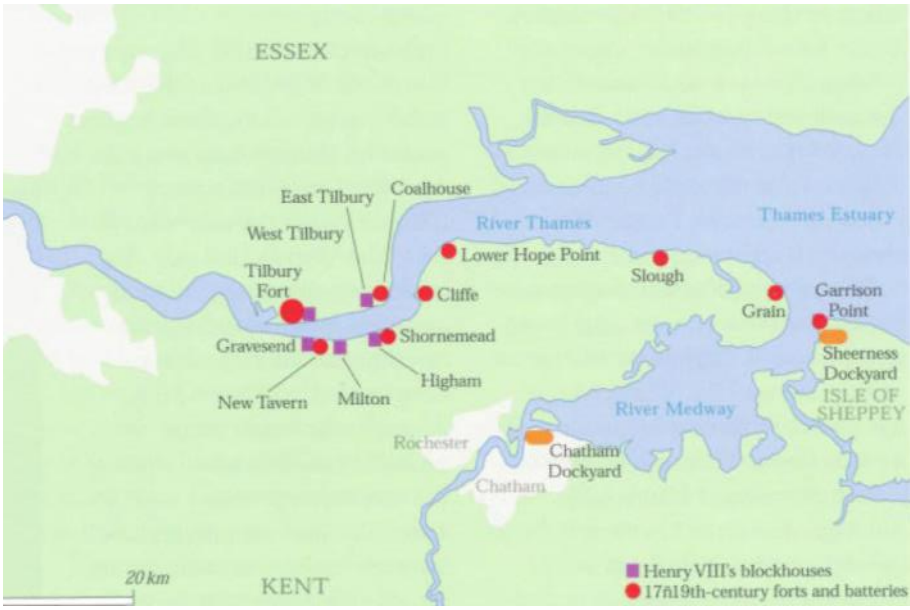 ESSEX
East Tilbury
Coalhouse
West Tilbury
River Thames
Thames Estuary
Lower Hope Point
Tilbury
Fort
Slough
Cliffe
Grain
Garrison
Point
Gravesend
Shornemead
Sheerness
Dockyard
New Tavern
Milton
Higham
ISLE OF
SHEPPEY
River Medway
Rochester
Chatham
Dockyard
Chatham
20 km
KENT
Henry VIII's blockhouses
17ñ19th-century forts and batteries